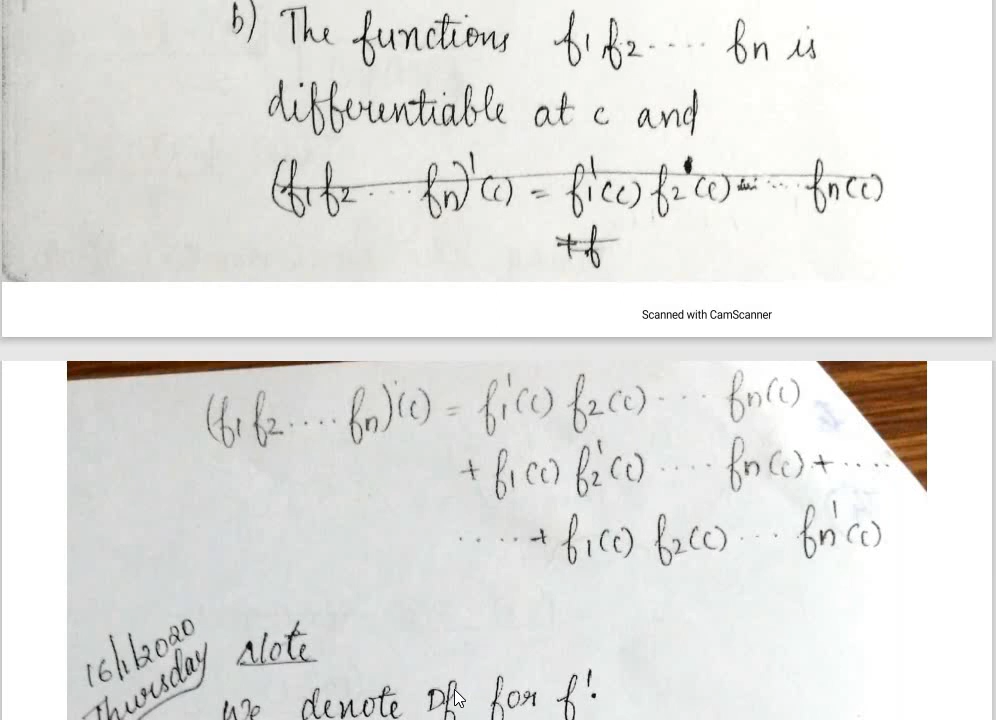 b) The functions f1 f2 .... fn is
differentiable at c and
(f1 f2 .... fn)'(c) = f1'(c) f2'(c) .... fn(c)
+f
Scanned with CamScanner
(f1 f2 .... fn)'(c) = f1'(c) f2(c) ... fn(c)
+ f1(c) f2'(c) .... fn(c) + ....
.... + f1(c) f2(c) ... fn'(c)
16/1/2020
Thursday
Note
We denote Df for f'.